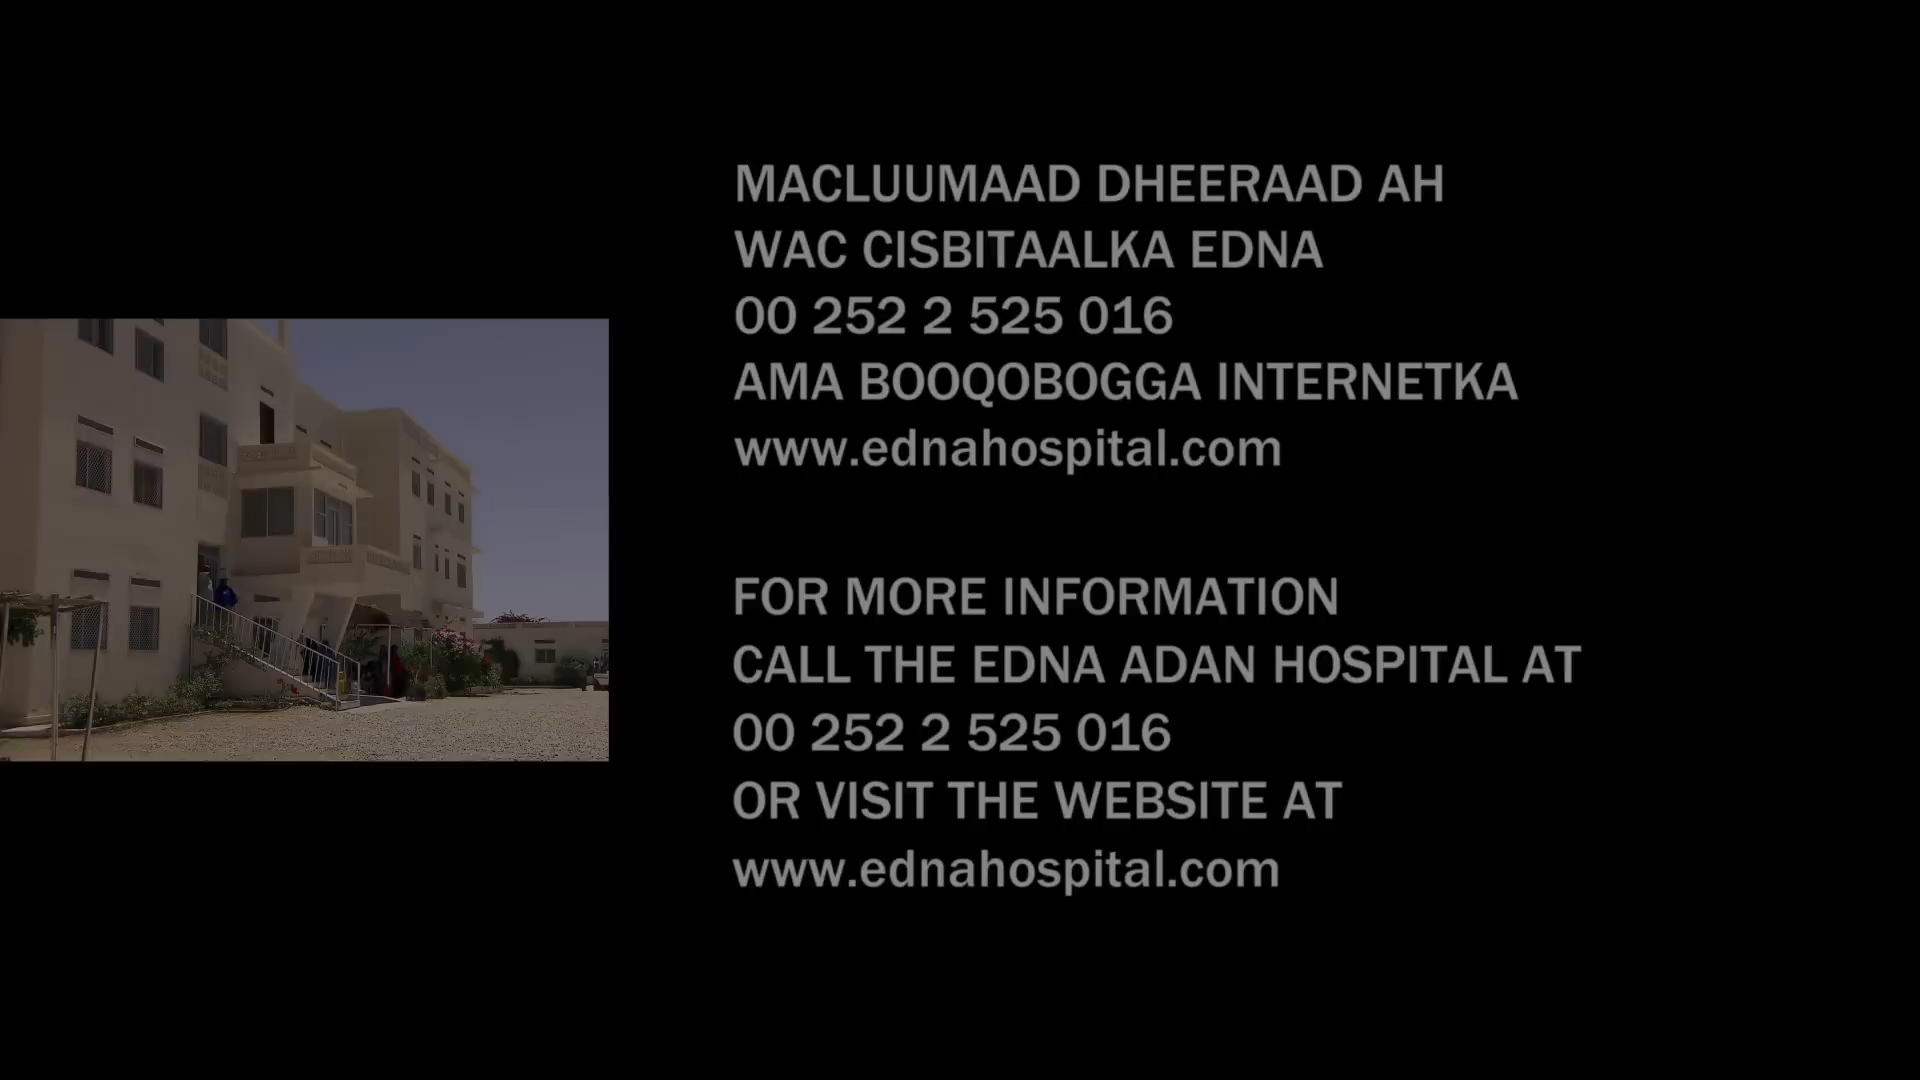 MACLUUMAAD DHEERAAD AH
WAC CISBITAALKA EDNA
00 252 2 525 016
AMA BOOQOBOGGA INTERNETKA
www.ednahospital.com
FOR MORE INFORMATION
CALL THE EDNA ADAN HOSPITAL AT
00 252 2 525 016
OR VISIT THE WEBSITE AT
www.ednahospital.com